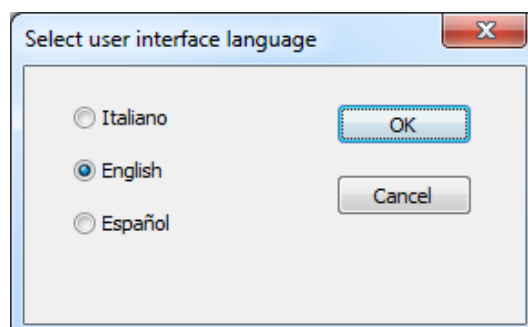 Select user interface language
Italiano
OK
English
Cancel
Español